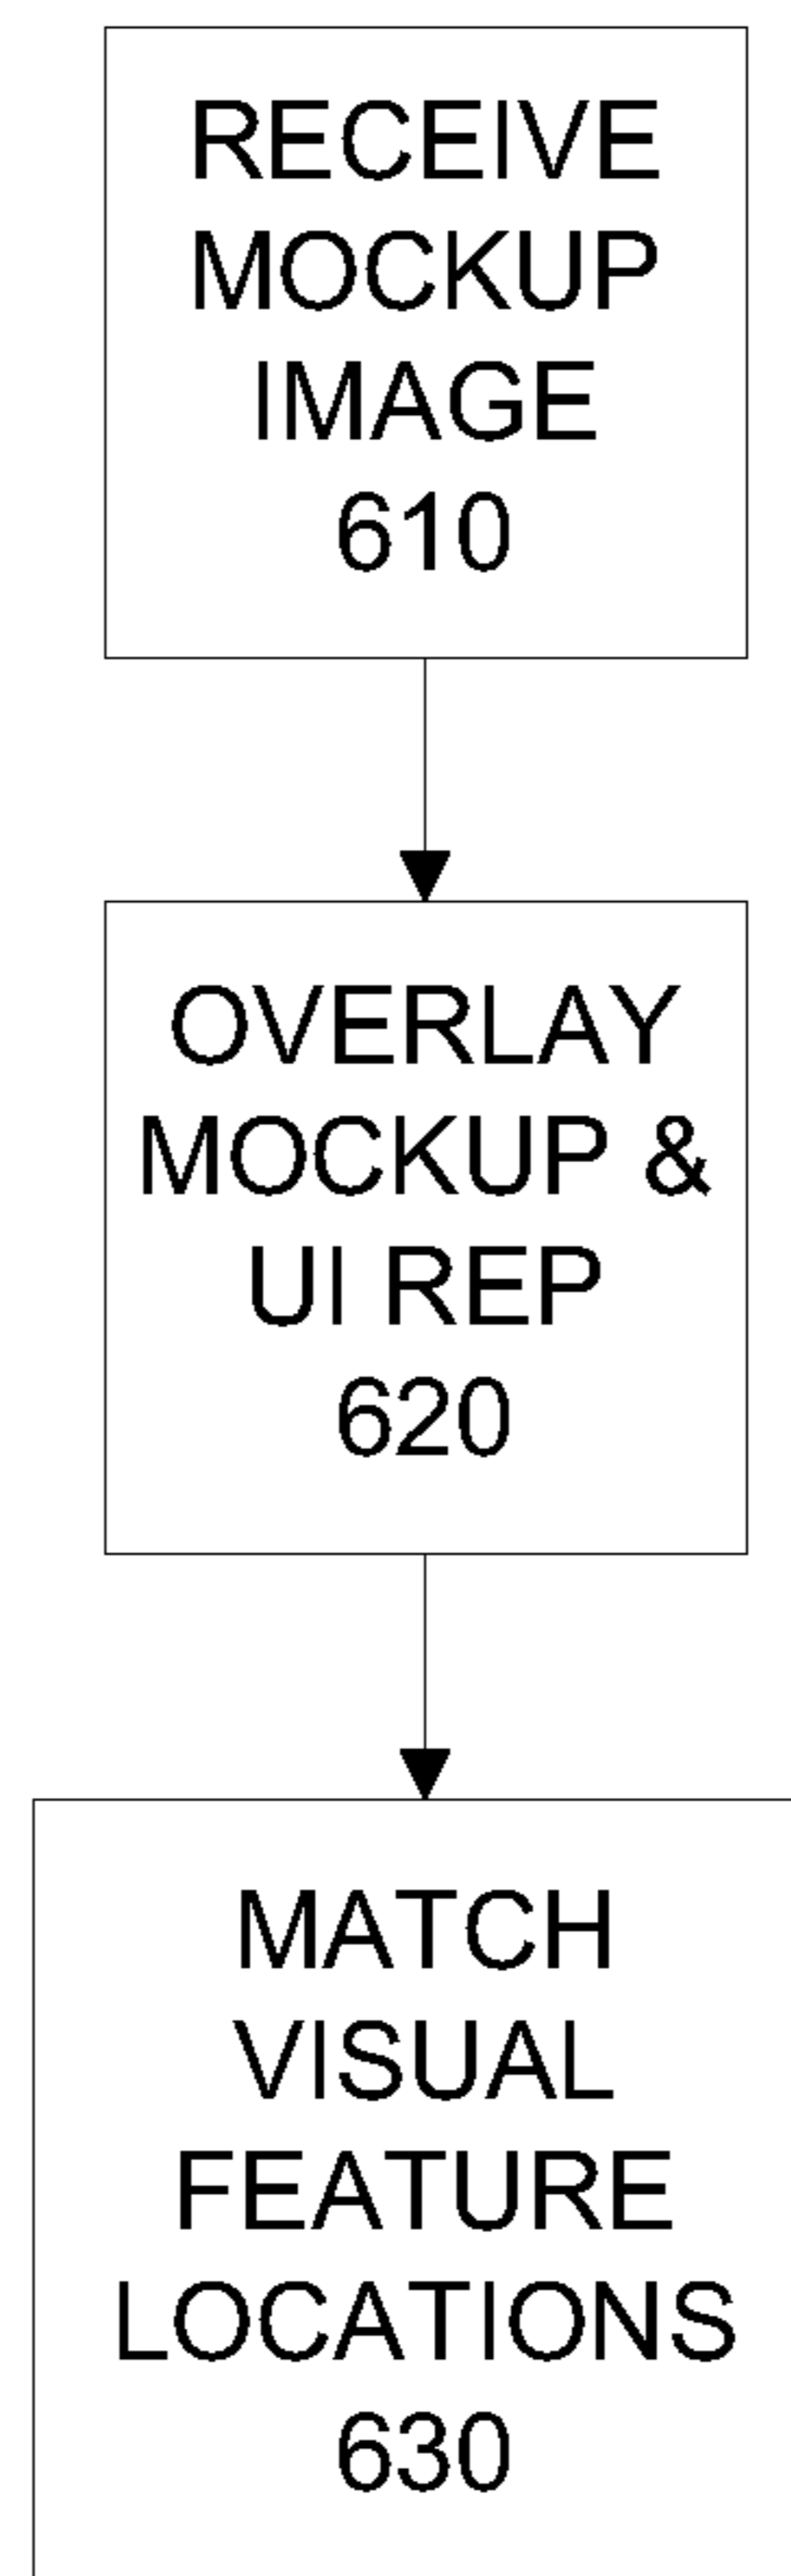 RECEIVE
MOCKUP
IMAGE
610
OVERLAY
MOCKUP &
UI REP
620
MATCH
VISUAL
FEATURE
LOCATIONS
630